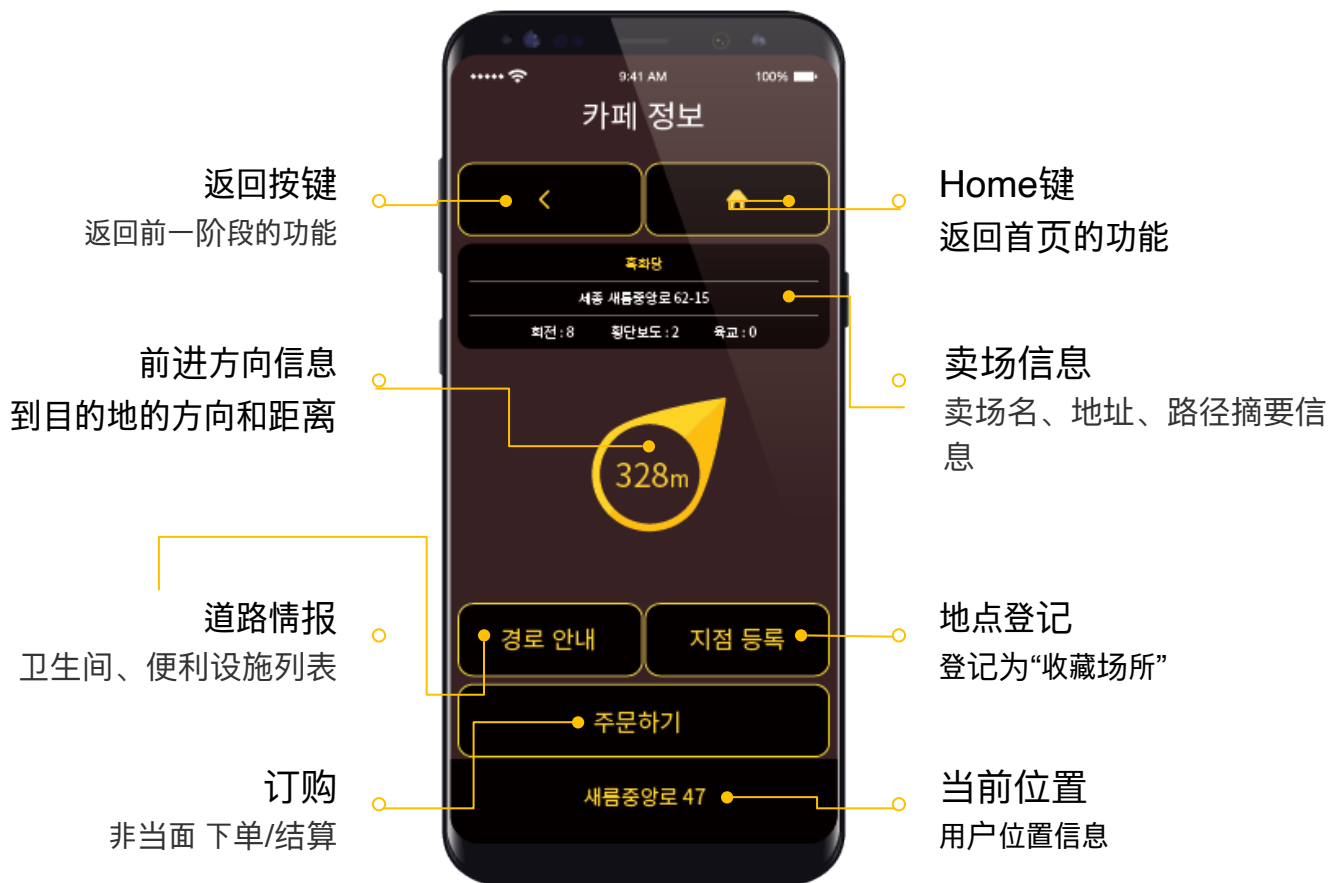 9:41 AM
100%
카페 정보
返回按键
返回前一阶段的功能
Home键
返回首页的功能
흑화당
세종 새롬중앙로 62-15
회전 : 8 횡단보도 : 2 육교 : 0
前进方向信息
到目的地的方向和距离
卖场信息
卖场名、地址、路径摘要信
息
328m
道路情报
卫生间、便利设施列表
경로 안내
지점 등록
地点登记
登记为“收藏场所”
주문하기
订购
非当面 下单/结算
새롬중앙로 47
当前位置
用户位置信息